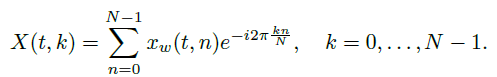 X(t, k) = \sum_{n=0}^{N-1} x_w(t, n)e^{-i2\pi \frac{kn}{N}}, \quad k = 0, \ldots, N - 1.